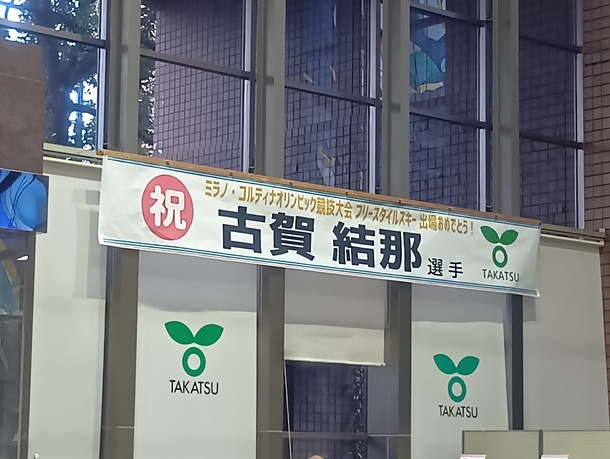 祝
ミラノ・コルティナオリンピック競技大会 フリースタイルスキー 出場おめでとう！
古賀 結那 選手
TAKATSU
TAKATSU
TAKATSU